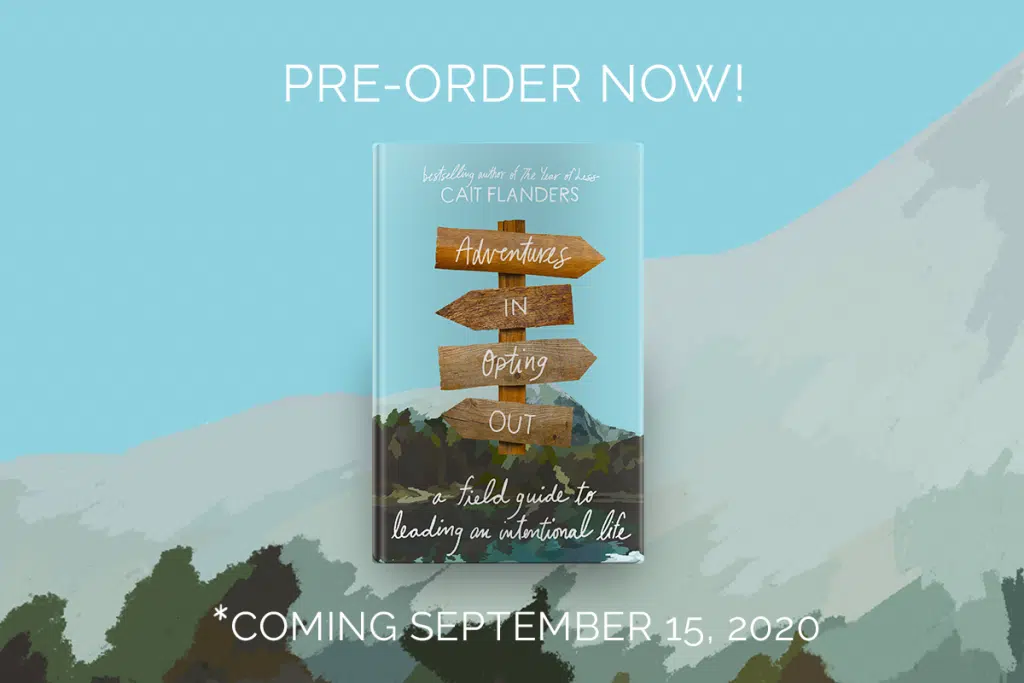 PRE-ORDER NOW!
bestselling author of The Year of Less
CAIT FLANDERS
Adventures
IN
Opting
OUT
a field guide to
leading an intentional life
*COMING SEPTEMBER 15, 2020